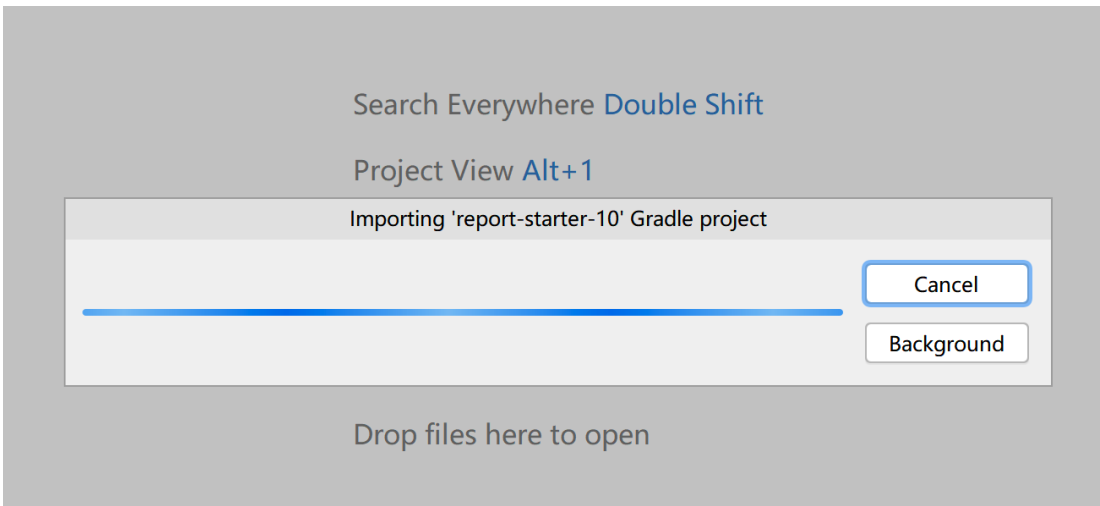 Search Everywhere Double Shift
Project View Alt+1
Importing 'report-starter-10' Gradle project
Cancel
Background
Drop files here to open